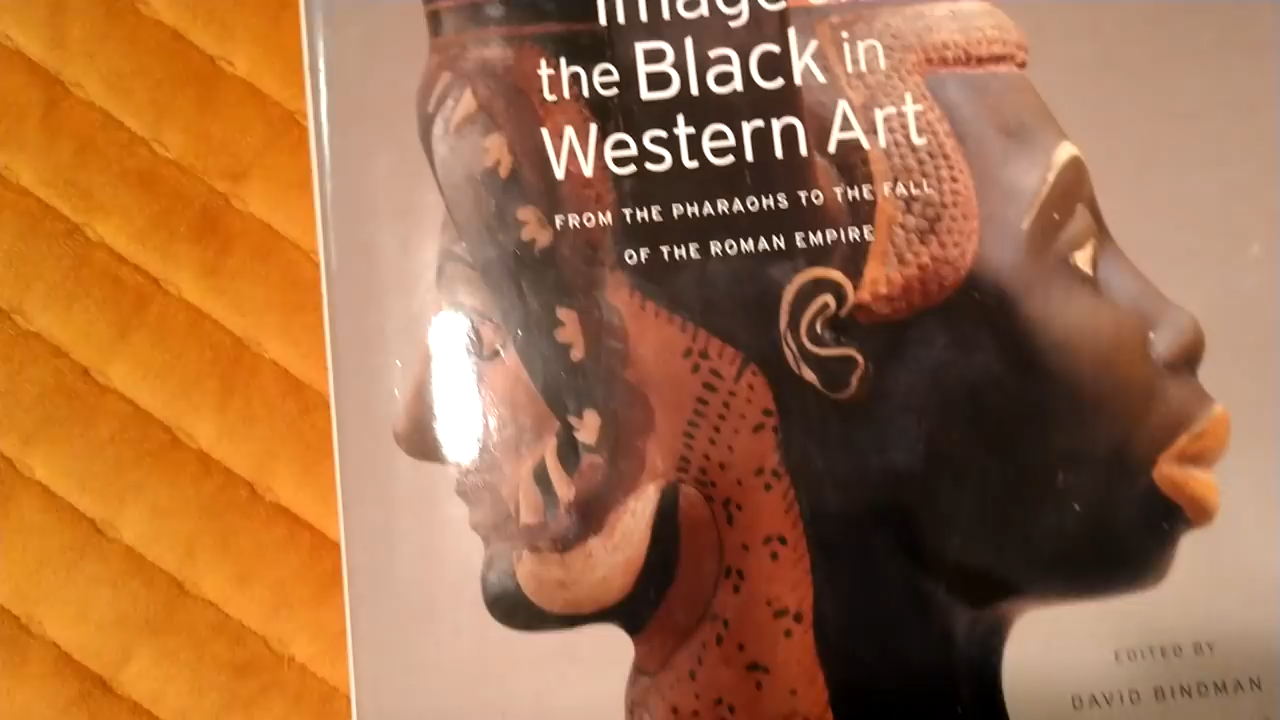 Image
the Black in
Western Art
FROM THE PHARAOHS TO THE FALL
OF THE ROMAN EMPIRE
EDITED BY
DAVID BINDMAN